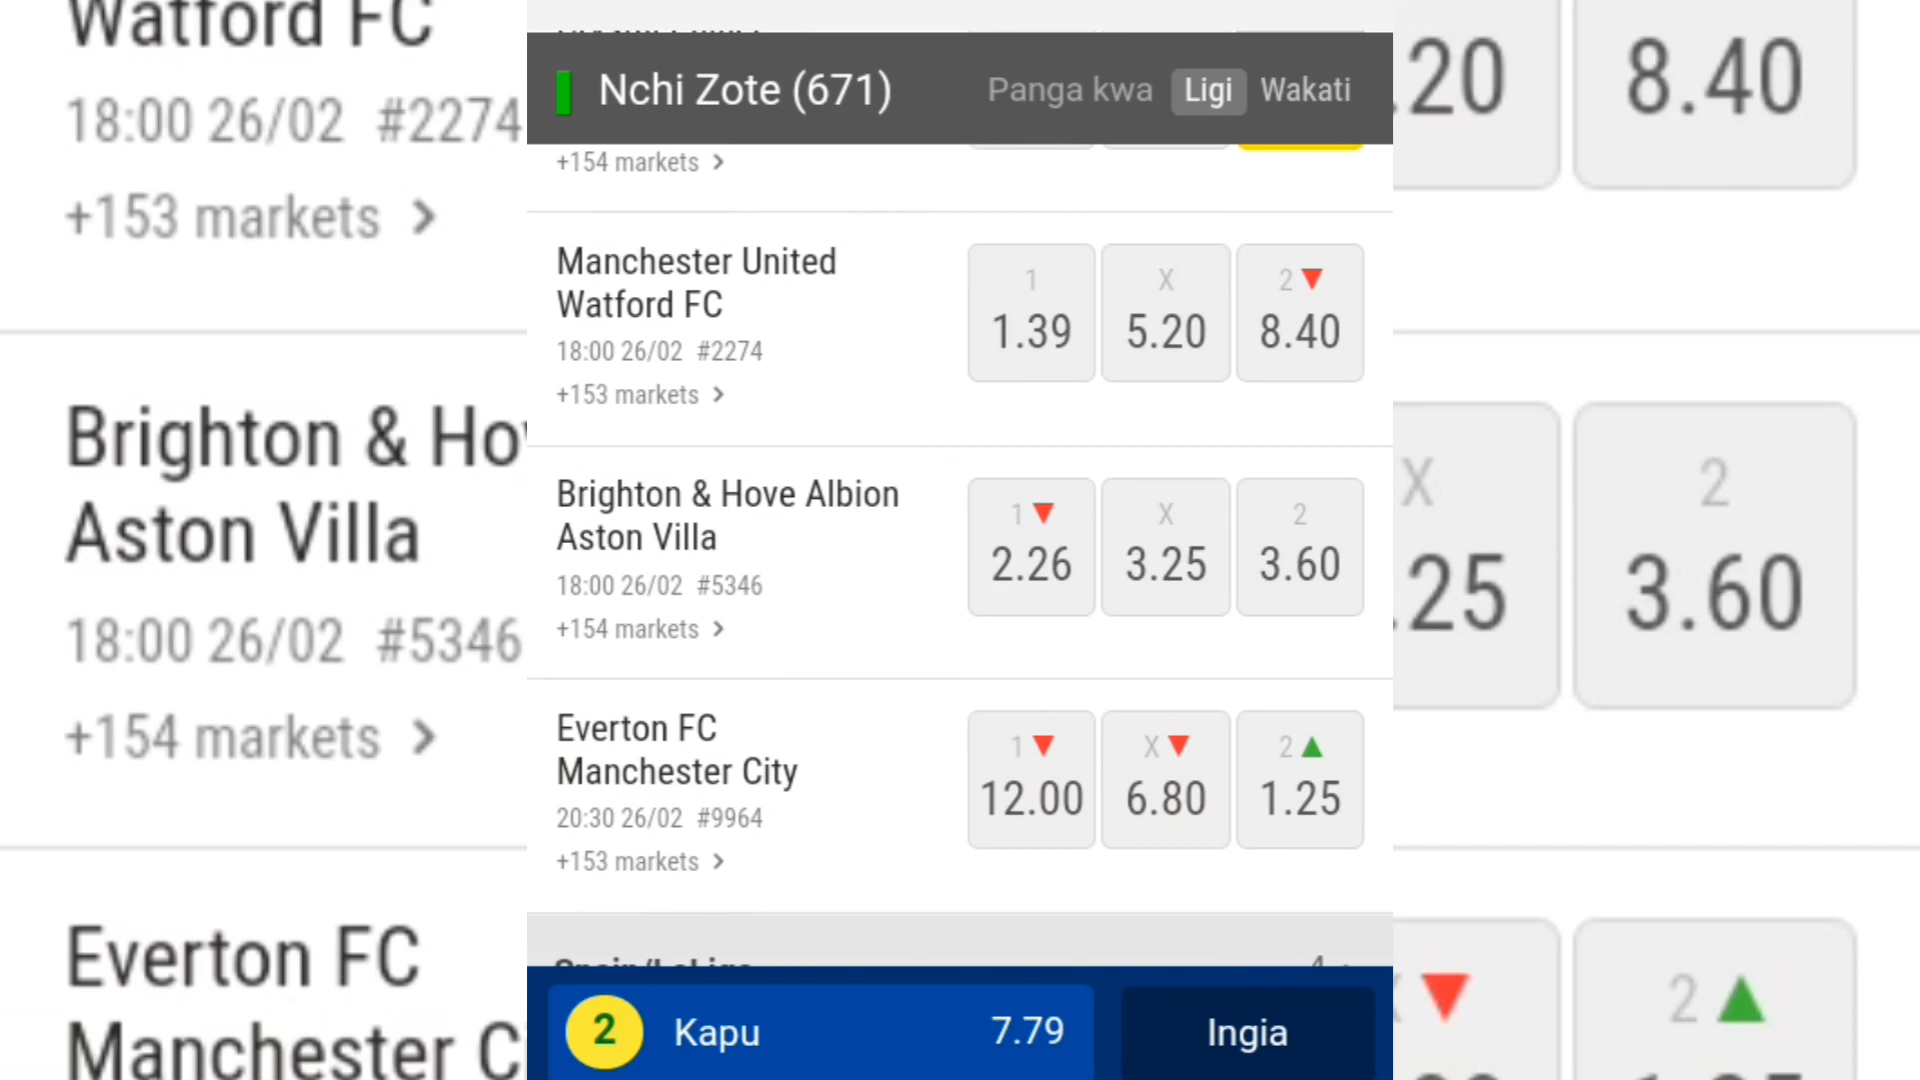 Nchi Zote (671) Panga kwa Ligi Wakati
+154 markets
Manchester United
Watford FC
18:00 26/02 #2274
+153 markets
1 X 2
1.39 5.20 8.40
Brighton & Hove Albion
Aston Villa
18:00 26/02 #5346
+154 markets
1 X 2
2.26 3.25 3.60
Everton FC
Manchester City
20:30 26/02 #9964
+153 markets
1 X 2
12.00 6.80 1.25
2 Kapu 7.79 Ingia
Watford FC
18:00 26/02 #2274
+153 markets
Brighton &
Aston Villa
18:00 26/02 #5346
+154 markets
Everton FC
Manchester
.20 8.40
X 2
.25 3.60
2